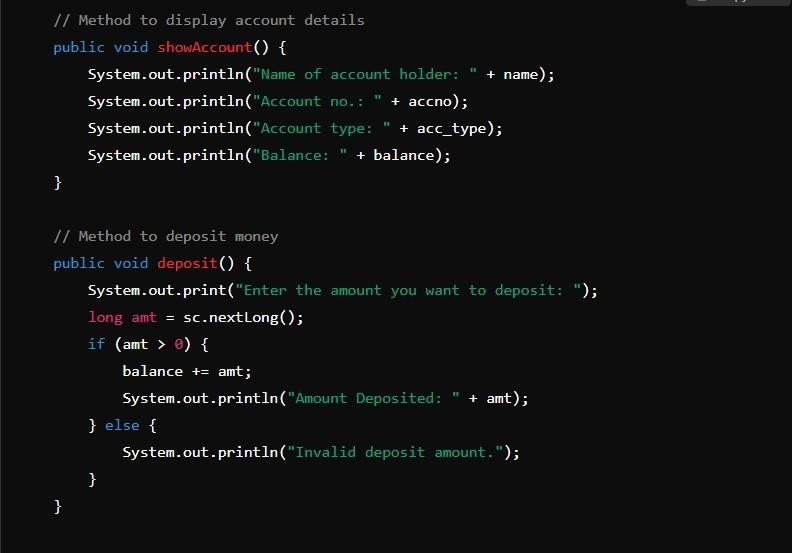 // Method to display account details
public void showAccount() {
System.out.println("Name of account holder: " + name);
System.out.println("Account no.: " + accno);
System.out.println("Account type: " + acc_type);
System.out.println("Balance: " + balance);
}
// Method to deposit money
public void deposit() {
System.out.print("Enter the amount you want to deposit: ");
long amt = sc.nextLong();
if (amt > 0) {
balance += amt;
System.out.println("Amount Deposited: " + amt);
} else {
System.out.println("Invalid deposit amount.");
}
}